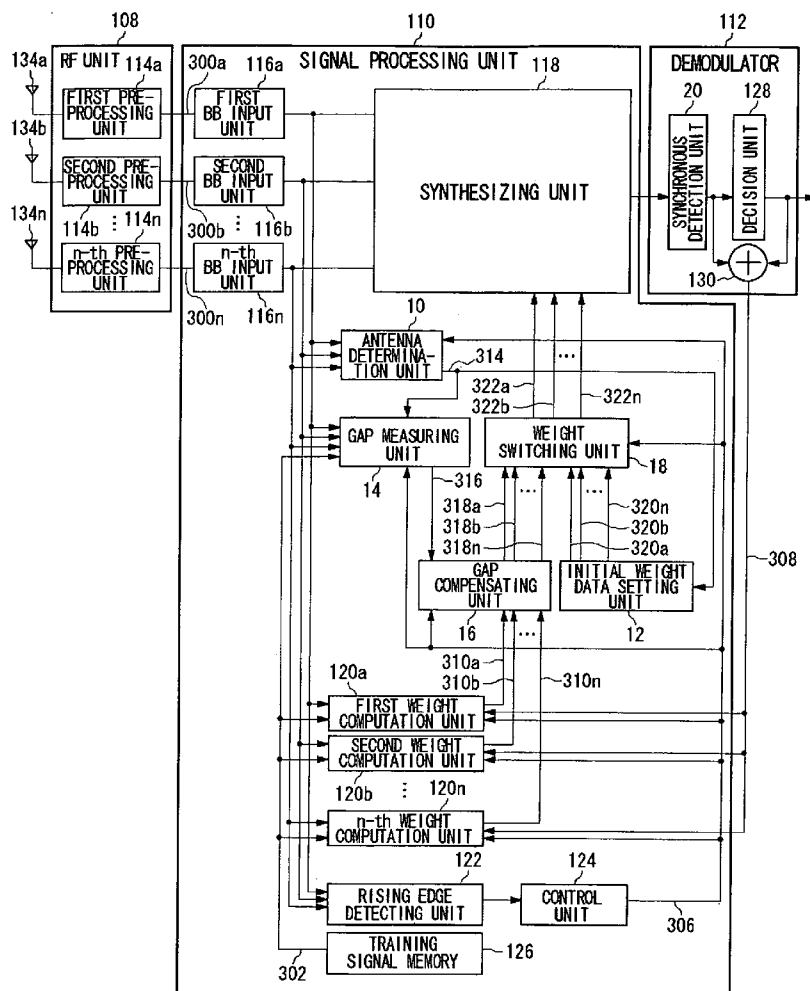 108
110
112
134a
RF UNIT
114a
300a
116a
SIGNAL PROCESSING UNIT
118
DEMODULATOR
FIRST PRE-
PROCESSING
UNIT
FIRST
BB INPUT
UNIT
20
128
134b
SECOND PRE-
PROCESSING
UNIT
SECOND
BB INPUT
UNIT
SYNTHESIZING UNIT
SYNCHRONOUS
DETECTION UNIT
DECISION UNIT
134n
114b
114n
300b
116b
n-th PRE-
PROCESSING
UNIT
n-th
BB INPUT
UNIT
130
300n
116n
10
ANTENNA
DETERMINA-
TION UNIT
314
322a
322b
322n
GAP MEASURING
UNIT
WEIGHT
SWITCHING UNIT
14
316
18
318a
318b
318n
320n
320b
320a
308
GAP
COMPENSATING
UNIT
INITIAL WEIGHT
DATA SETTING
UNIT
16
12
310a
310b
310n
120a
FIRST WEIGHT
COMPUTATION UNIT
SECOND WEIGHT
COMPUTATION UNIT
120b
120n
n-th WEIGHT
COMPUTATION UNIT
122
124
RISING EDGE
DETECTING UNIT
CONTROL
UNIT
306
302
TRAINING
SIGNAL MEMORY
126